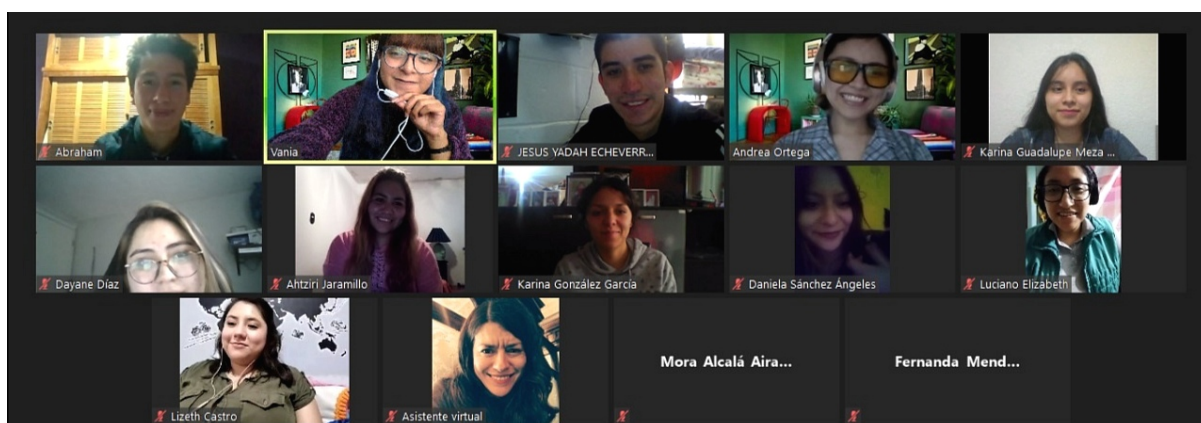 Abraham
Vania
JESUS YADAH ECHEVERR...
Andrea Ortega
Karina Guadalupe Meza ...
Dayane Díaz
Ahtziri Jaramillo
Karina González García
Daniela Sánchez Ángeles
Luciano Elizabeth
Lizeth Castro
Asistente virtual
Mora Alcalá Aira...
Fernanda Mend...